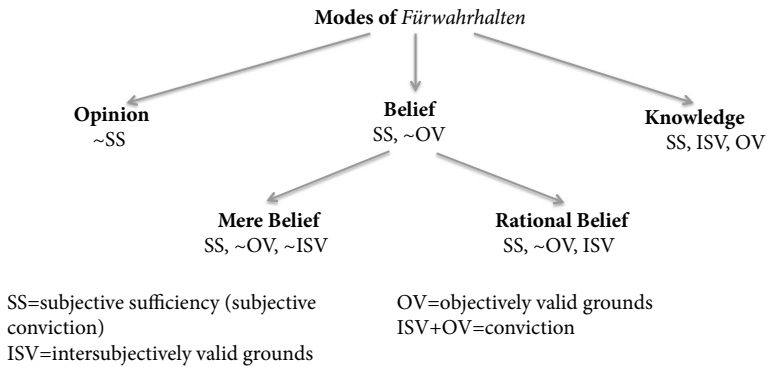 Modes of Fürwahrhalten
Opinion
~SS
Belief
SS, ~OV
Knowledge
SS, ISV, OV
Mere Belief
SS, ~OV, ~ISV
Rational Belief
SS, ~OV, ISV
SS=subjective sufficiency (subjective
conviction)
ISV=intersubjectively valid grounds
OV=objectively valid grounds
ISV+OV=conviction